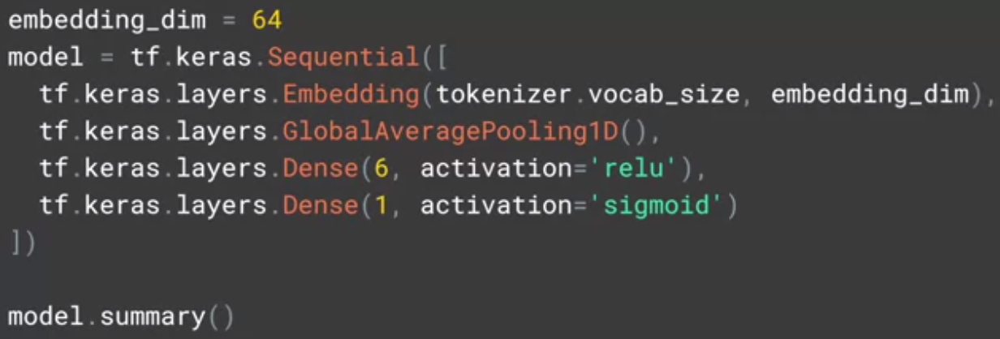 embedding_dim = 64
model = tf.keras.Sequential([
  tf.keras.layers.Embedding(tokenizer.vocab_size, embedding_dim),
  tf.keras.layers.GlobalAveragePooling1D(),
  tf.keras.layers.Dense(6, activation='relu'),
  tf.keras.layers.Dense(1, activation='sigmoid')
])
model.summary()